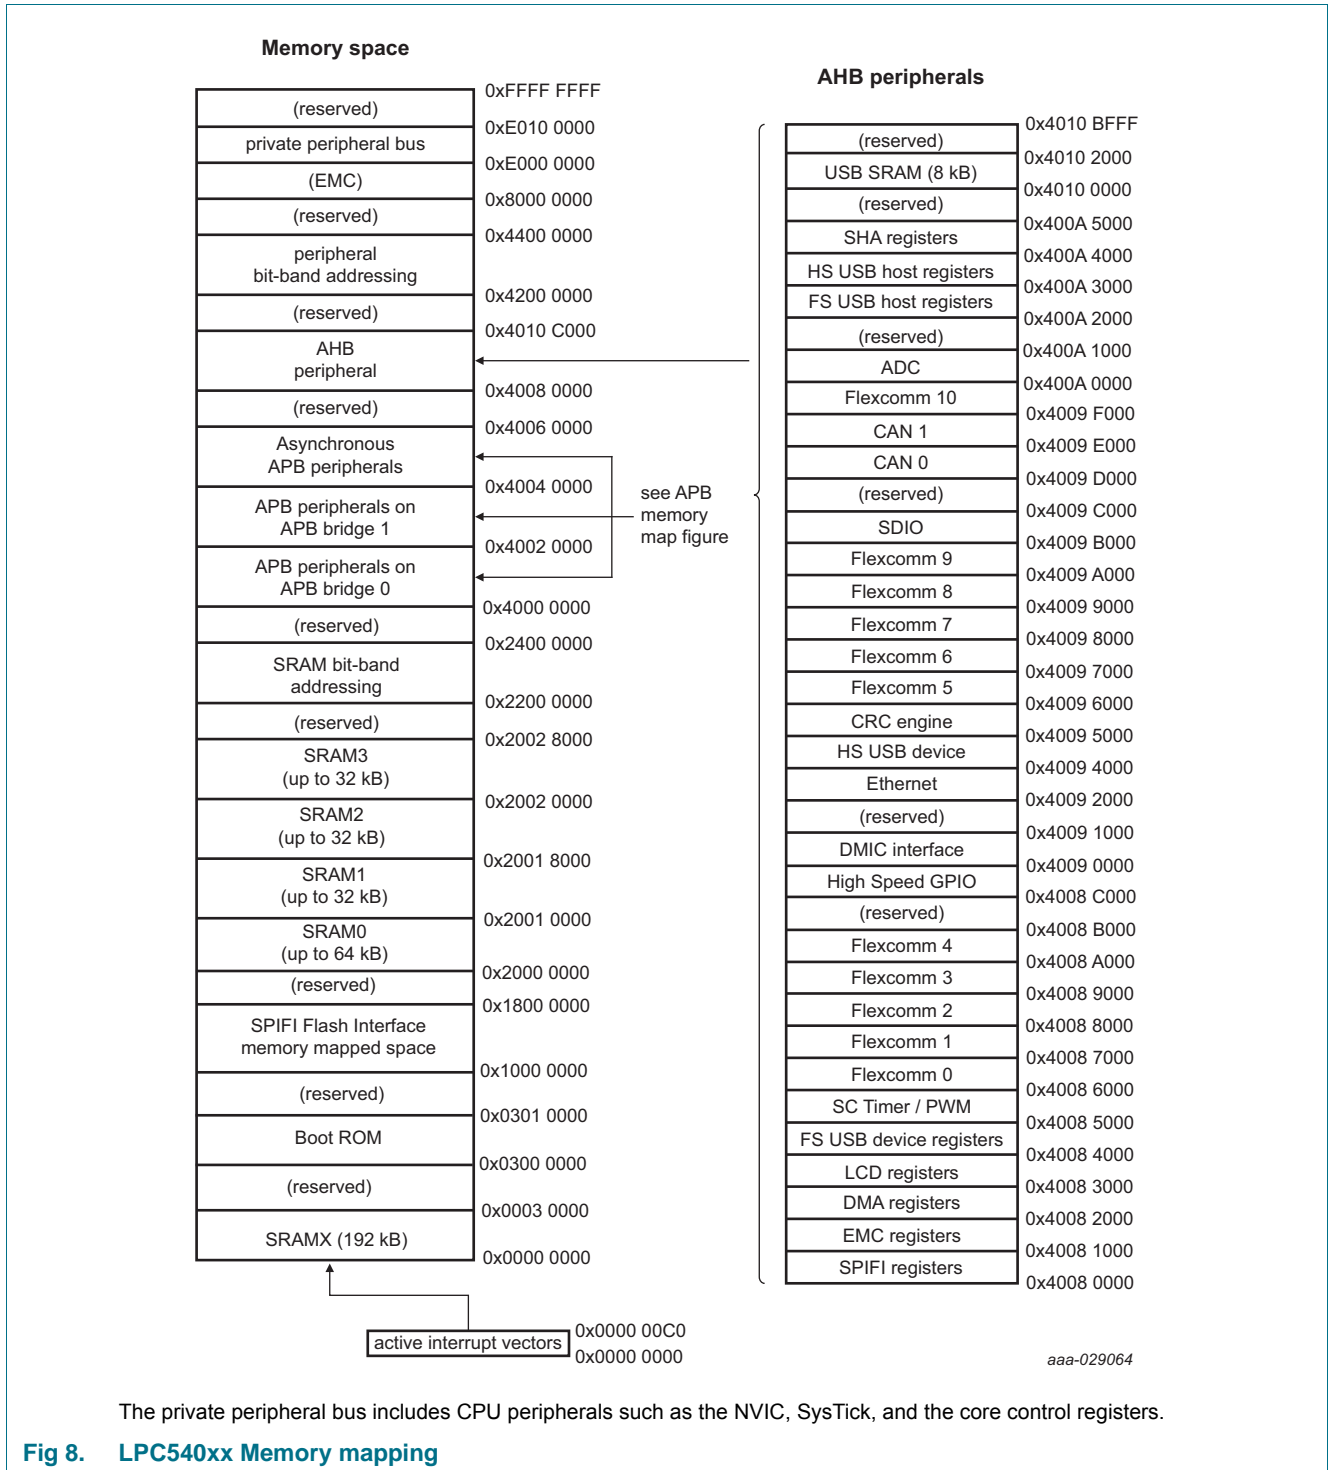 Memory space
0xFFFF FFFF
(reserved)
0xE010 0000
private peripheral bus
0xE000 0000
(EMC)
0x8000 0000
(reserved)
0x4400 0000
peripheral
bit-band addressing
0x4200 0000
(reserved)
0x4010 C000
AHB
peripheral
0x4008 0000
(reserved)
0x4006 0000
Asynchronous
APB peripherals
0x4004 0000
APB peripherals on
APB bridge 1
0x4002 0000
APB peripherals on
APB bridge 0
0x4000 0000
(reserved)
0x2400 0000
SRAM bit-band
addressing
0x2200 0000
(reserved)
0x2002 8000
SRAM3
(up to 32 kB)
0x2002 0000
SRAM2
(up to 32 kB)
0x2001 8000
SRAM1
(up to 32 kB)
0x2001 0000
SRAM0
(up to 64 kB)
0x2000 0000
(reserved)
0x1800 0000
SPIFI Flash Interface
memory mapped space
0x1000 0000
(reserved)
0x0301 0000
Boot ROM
0x0300 0000
(reserved)
0x0003 0000
SRAMX (192 kB)
0x0000 0000
active interrupt vectors
0x0000 00C0
0x0000 0000
see APB
memory
map figure
AHB peripherals
0x4010 BFFF
(reserved)
0x4010 2000
USB SRAM (8 kB)
0x4010 0000
(reserved)
0x400A 5000
SHA registers
0x400A 4000
HS USB host registers
0x400A 3000
FS USB host registers
0x400A 2000
(reserved)
0x400A 1000
ADC
0x400A 0000
Flexcomm 10
0x4009 F000
CAN 1
0x4009 E000
CAN 0
0x4009 D000
(reserved)
0x4009 C000
SDIO
0x4009 B000
Flexcomm 9
0x4009 A000
Flexcomm 8
0x4009 9000
Flexcomm 7
0x4009 8000
Flexcomm 6
0x4009 7000
Flexcomm 5
0x4009 6000
CRC engine
0x4009 5000
HS USB device
0x4009 4000
Ethernet
0x4009 2000
(reserved)
0x4009 1000
DMIC interface
0x4009 0000
High Speed GPIO
0x4008 C000
(reserved)
0x4008 B000
Flexcomm 4
0x4008 A000
Flexcomm 3
0x4008 9000
Flexcomm 2
0x4008 8000
Flexcomm 1
0x4008 7000
Flexcomm 0
0x4008 6000
SC Timer / PWM
0x4008 5000
FS USB device registers
0x4008 4000
LCD registers
0x4008 3000
DMA registers
0x4008 2000
EMC registers
0x4008 1000
SPIFI registers
0x4008 0000
aaa-029064
The private peripheral bus includes CPU peripherals such as the NVIC, SysTick, and the core control registers.
Fig 8. LPC540xx Memory mapping